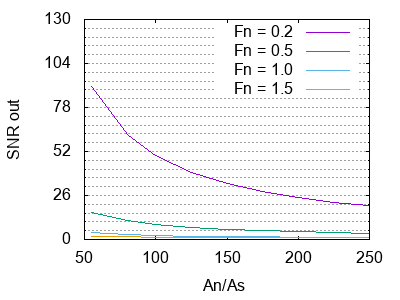 130
104
78
52
26
0
SNR out
Fn = 0.2
Fn = 0.5
Fn = 1.0
Fn = 1.5
50 100 150 200 250
An/As